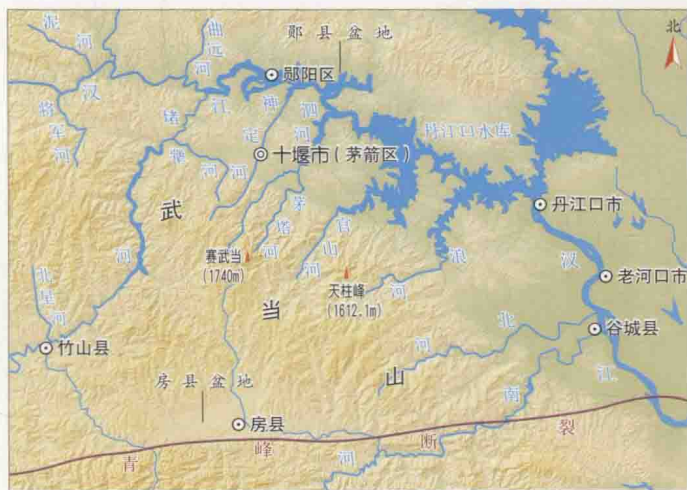 北
郧县盆地
泥河
曲远河
郧阳区
汉江
将军河
堵河
犟河
神定河
泗河
丹江口水库
十堰市(茅箭区)
丹江口市
武当山
茅塔河
官山河
浪河
赛武当
(1740m)
天柱峰
(1612.1m)
汉江
老河口市
北星河
竹山县
北河
谷城县
房县盆地
南河
房县
青峰断裂